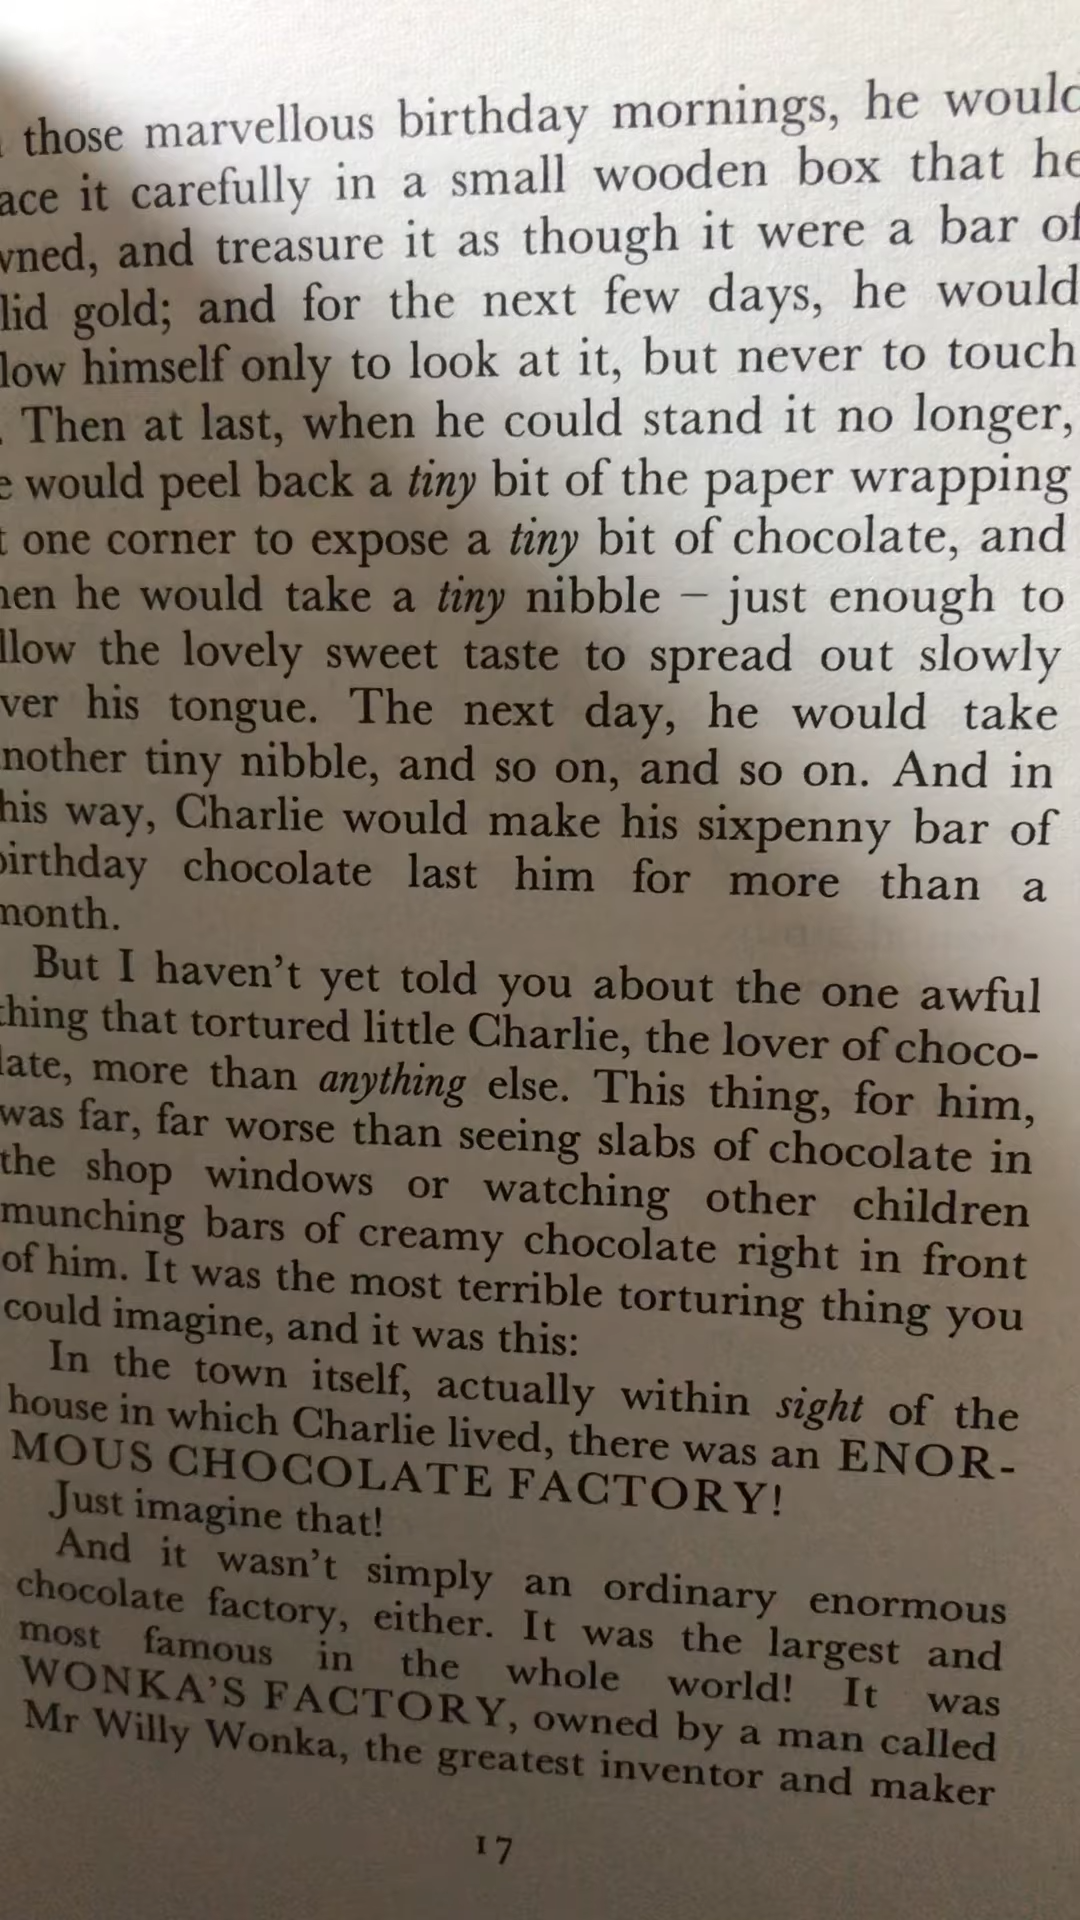 those marvellous birthday mornings, he would
ace it carefully in a small wooden box that he
wned, and treasure it as though it were a bar of
lid gold; and for the next few days, he would
low himself only to look at it, but never to touch
. Then at last, when he could stand it no longer,
e would peel back a tiny bit of the paper wrapping
t one corner to expose a tiny bit of chocolate, and
hen he would take a tiny nibble – just enough to
llow the lovely sweet taste to spread out slowly
ver his tongue. The next day, he would take
nother tiny nibble, and so on, and so on. And in
his way, Charlie would make his sixpenny bar of
birthday chocolate last him for more than a
month.
But I haven't yet told you about the one awful
thing that tortured little Charlie, the lover of choco-
late, more than anything else. This thing, for him,
was far, far worse than seeing slabs of chocolate in
the shop windows or watching other children
munching bars of creamy chocolate right in front
of him. It was the most terrible torturing thing you
could imagine, and it was this:
In the town itself, actually within sight of the
house in which Charlie lived, there was an ENOR-
MOUS CHOCOLATE FACTORY!
Just imagine that!
And it wasn't simply an ordinary enormous
chocolate factory, either. It was the largest and
most famous in the whole world! It was
WONKA'S FACTORY, owned by a man called
Mr Willy Wonka, the greatest inventor and maker
17